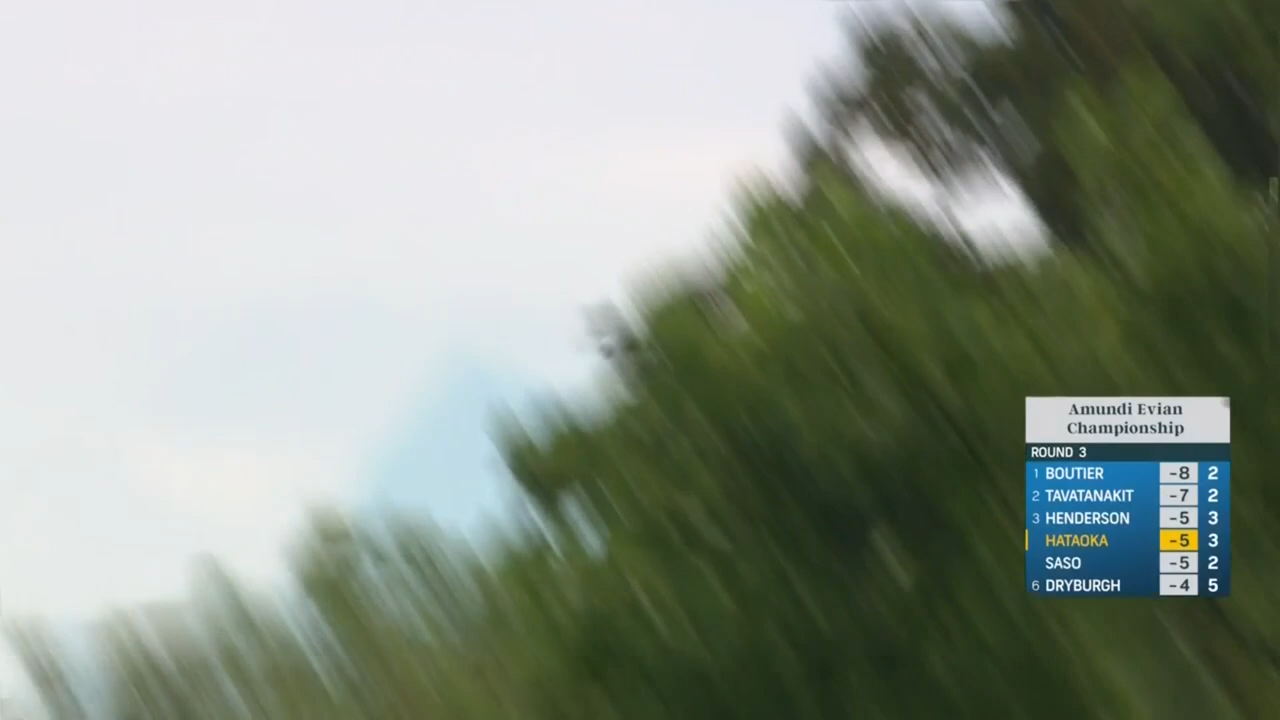 Amundi Evian
Championship
ROUND 3
1 BOUTIER -8 2
2 TAVATANAKIT -7 2
3 HENDERSON -5 3
HATAOKA -5 3
SASO -5 2
6 DRYBURGH -4 5